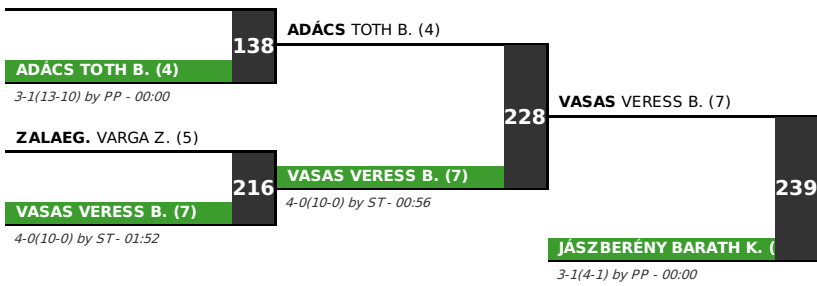 138
ADÁCS TOTH B. (4)
3-1(13-10) by PP - 00:00
ZALAEG. VARGA Z. (5)
216
VASAS VERESS B. (7)
4-0(10-0) by ST - 01:52
ADÁCS TOTH B. (4)
228
VASAS VERESS B. (7)
4-0(10-0) by ST - 00:56
VASAS VERESS B. (7)
239
JÁSZBERÉNY BARATH K. (
3-1(4-1) by PP - 00:00